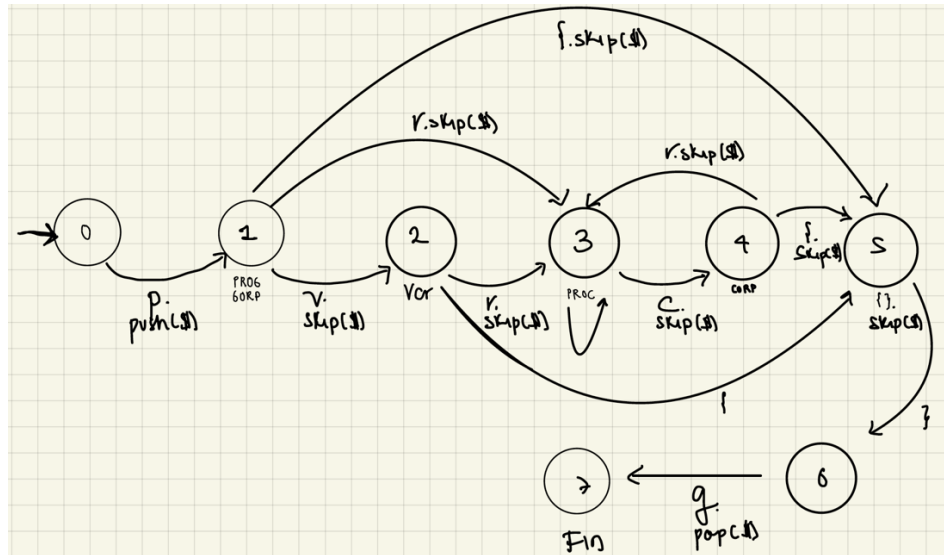 {.skip($)
r.skip($)
r.skip($)
0
1
2
3
4
5
PROG
GORP
Var
PROC
CORP
p.
push($)
v.
skip($)
r.
skip($)
C.
skip($)
{.
skip($)
{}.
skip($)
{
}
7
6
g.
pop($)
Fin